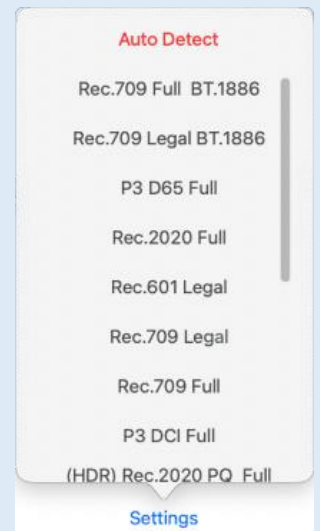 Auto Detect
Rec.709 Full BT.1886
Rec.709 Legal BT.1886
P3 D65 Full
Rec.2020 Full
Rec.601 Legal
Rec.709 Legal
Rec.709 Full
P3 DCI Full
(HDR) Rec.2020 PQ Full
Settings